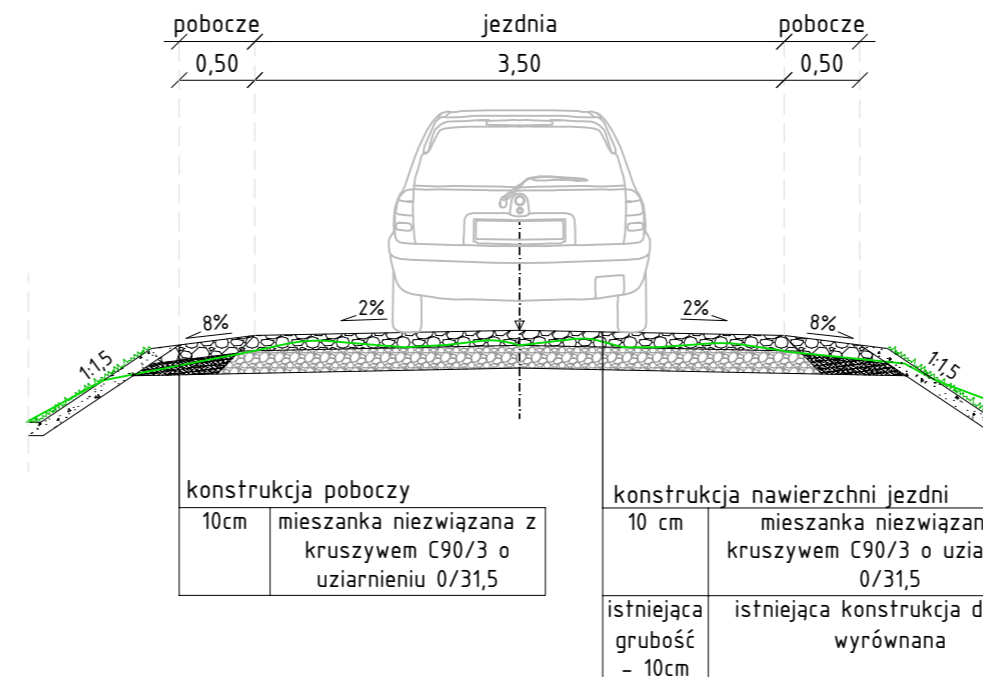 pobocze jezdnia pobocze
0,50 3,50 0,50
8% 2% 2% 8%
1:1,5 1:1,5
konstrukcja poboczy
10cm mieszanka niezwiązana z
kruszywem C90/3 o
uziarnieniu 0/31,5
konstrukcja nawierzchni jezdni
10 cm mieszanka niezwiązan
kruszywem C90/3 o uzia
0/31,5
istniejąca istniejąca konstrukcja d
grubość wyrównana
- 10cm